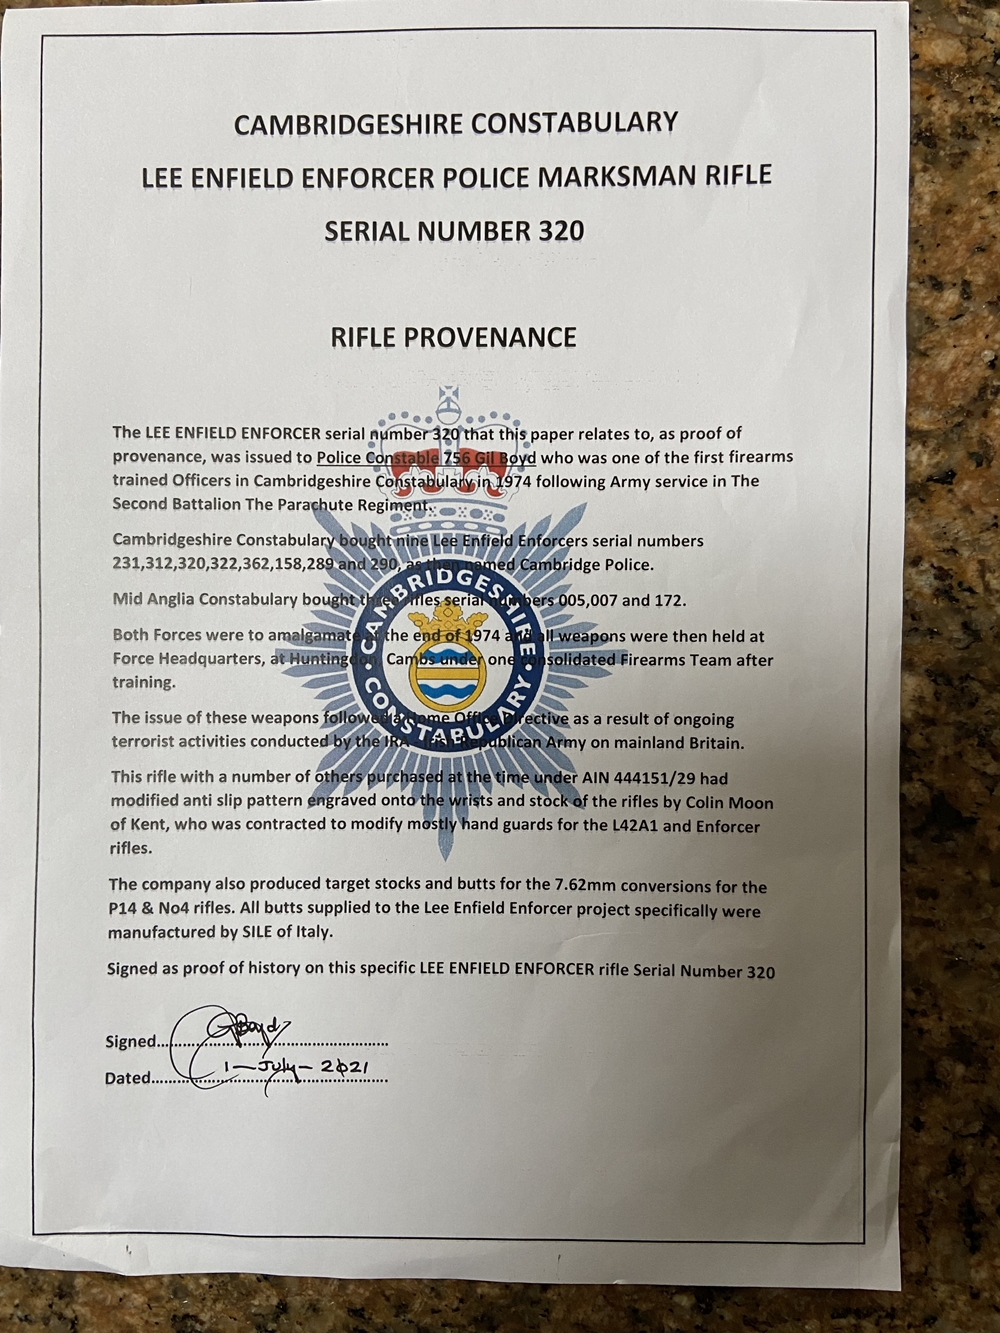 CAMBRIDGESHIRE CONSTABULARY
LEE ENFIELD ENFORCER POLICE MARKSMAN RIFLE
SERIAL NUMBER 320
RIFLE PROVENANCE
The LEE ENFIELD ENFORCER serial number 320 that this paper relates to, as proof of
provenance, was issued to Police Constable 756 Gil Boyd who was one of the first firearms
trained Officers in Cambridgeshire Constabulary in 1974 following Army service in The
Second Battalion The Parachute Regiment.
Cambridgeshire Constabulary bought nine Lee Enfield Enforcers serial numbers
231,312,320,322,362,158,289 and 290, as then named Cambridge Police.
Mid Anglia Constabulary bought three rifles serial numbers 005,007 and 172.
Both Forces were to amalgamate at the end of 1974 and all weapons were then held at
Force Headquarters, at Huntingdon, Cambs under one consolidated Firearms Team after
training.
The issue of these weapons followed a Home Office Directive as a result of ongoing
terrorist activities conducted by the IRA - Irish Republican Army on mainland Britain.
This rifle with a number of others purchased at the time under AIN 444151/29 had
modified anti slip pattern engraved onto the wrists and stock of the rifles by Colin Moon
of Kent, who was contracted to modify mostly hand guards for the L42A1 and Enforcer
rifles.
The company also produced target stocks and butts for the 7.62mm conversions for the
P14 & No4 rifles. All butts supplied to the Lee Enfield Enforcer project specifically were
manufactured by SILE of Italy.
Signed as proof of history on this specific LEE ENFIELD ENFORCER rifle Serial Number 320
Signed.... GBoyd
Dated.... 1 - July - 2021
CAMBRIDGESHIRE • CONSTABULARY •